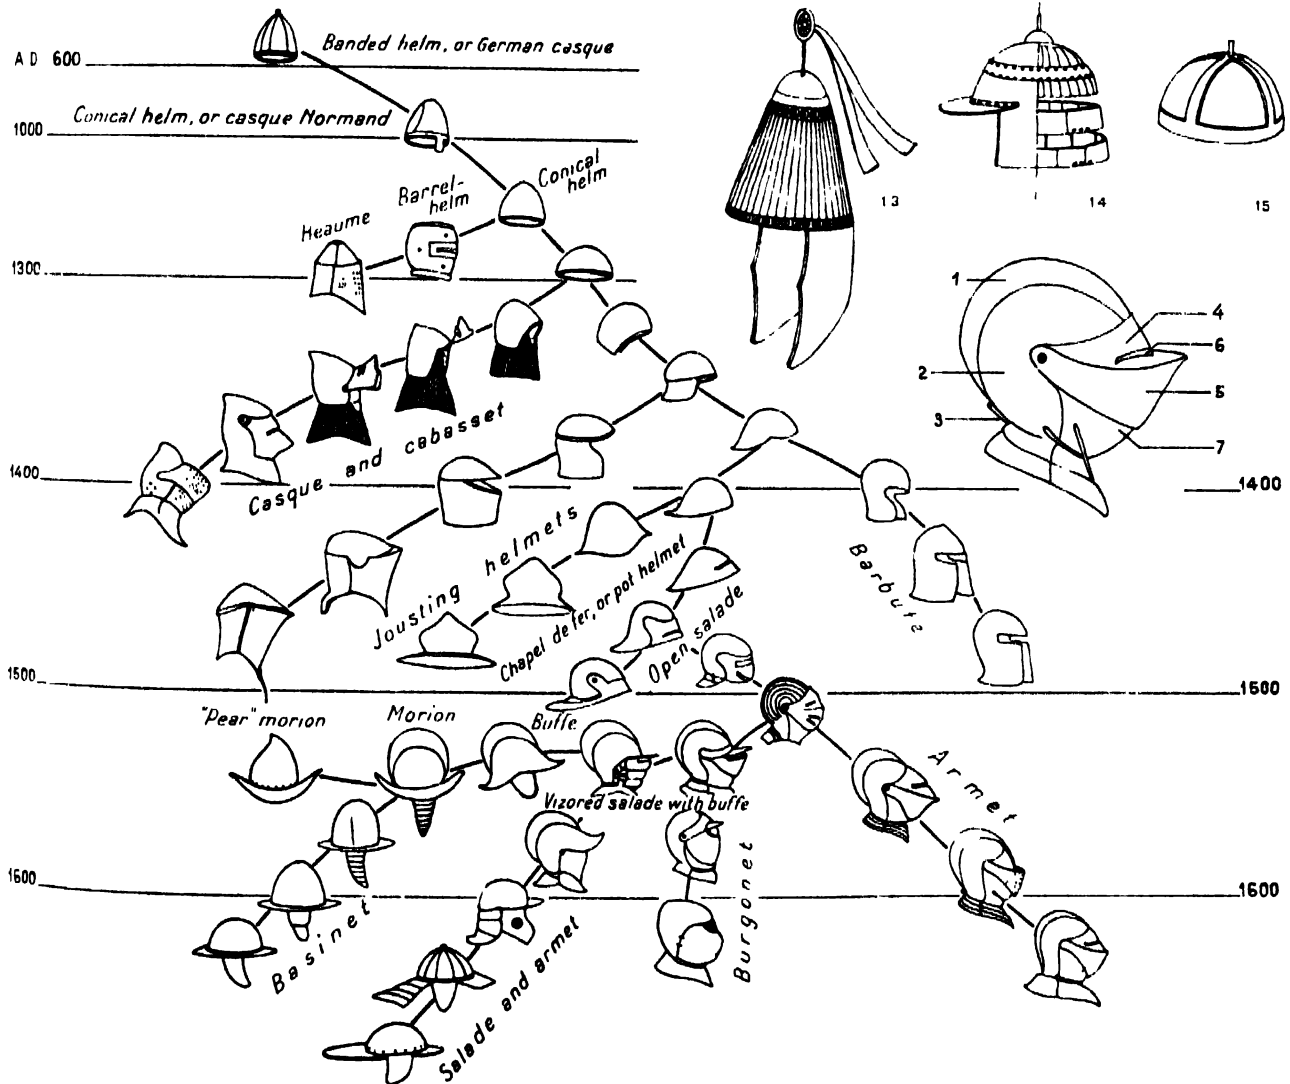 Banded helm, or German casque
A D 600
Conical helm, or casque Normand
1000
Conical
helm
Barrel-
helm
Heaume
13
14
15
1300
1
4
6
2
5
3
7
Casque and cabasset
1400
1400
Jousting helmets
Chapel de fer, or pot helmet
Open salade
Barbuta
1500
1500
"Pear" morion
Morion
Buffe
Armet
Vizored salade with buffe
Burgonet
1600
1600
Basinet
Salade and armet